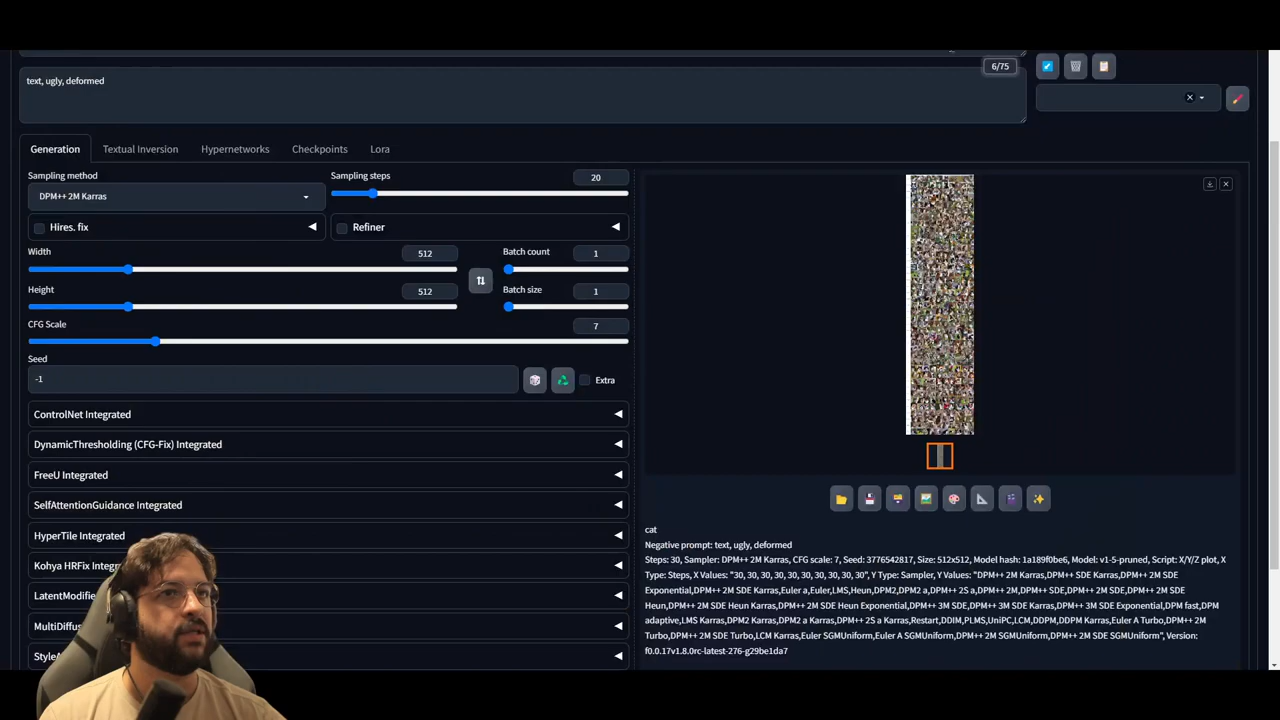 6/75
text, ugly, deformed
Generation
Textual Inversion
Hypernetworks
Checkpoints
Lora
Sampling method
Sampling steps
20
DPM++ 2M Karras
Hires. fix
Refiner
Width
512
Batch count
1
Height
512
Batch size
1
CFG Scale
7
Seed
-1
Extra
ControlNet Integrated
DynamicThresholding (CFG-Fix) Integrated
FreeU Integrated
SelfAttentionGuidance Integrated
HyperTile Integrated
Kohya HRFix
LatentModifie
MultiDiffus
cat
Negative prompt: text, ugly, deformed
Steps: 30, Sampler: DPM++ 2M Karras, CFG scale: 7, Seed: 3776542817, Size: 512x512, Model hash: 1a189f0be6, Model: v1-5-pruned, Script: X/Y/Z plot, X
Type: Steps, X Values: "30, 30, 30, 30, 30, 30, 30, 30, 30, 30", Y Type: Sampler, Y Values: "DPM++ 2M Karras,DPM++ SDE Karras,DPM++ 2M SDE
Exponential,DPM++ 2M SDE Karras,Euler a,Euler,LMS,Heun,DPM2,DPM2 a,DPM++ 2S a,DPM++ 2M,DPM++ SDE,DPM++ 2M SDE,DPM++ 2M SDE
Heun,DPM++ 2M SDE Heun Karras,DPM++ 2M SDE Heun Exponential,DPM++ 3M SDE,DPM++ 3M SDE Karras,DPM++ 3M SDE Exponential,DPM fast,DPM
adaptive,LMS Karras,DPM2 Karras,DPM2 a Karras,DPM++ 2S a Karras,Restart,DDIM,PLMS,UniPC,LCM,DDPM,DDPM Karras,Euler A Turbo,DPM++ 2M
Turbo,DPM++ 2M SDE Turbo,LCM Karras,Euler SGMUniform,Euler A SGMUniform,DPM++ 2M SGMUniform,DPM++ 2M SDE SGMUniform", Version:
f0.0.17v1.8.0rc-latest-276-g29be1da7